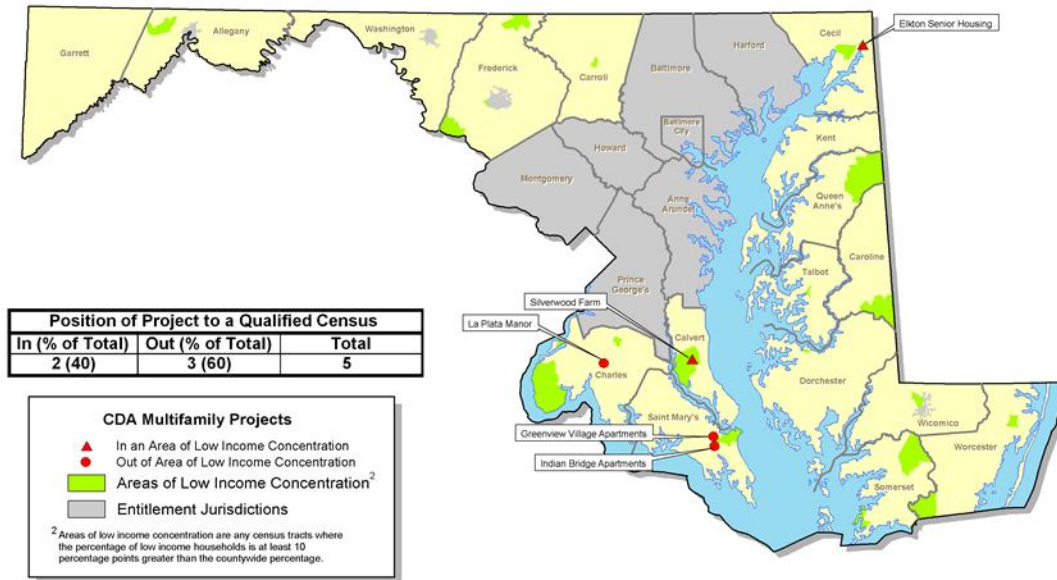 Elkton Senior Housing
Garrett
Allegany
Washington
Frederick
Carroll
Baltimore
Harford
Cecil
Baltimore
City
Kent
Howard
Montgomery
Anne
Arundel
Queen
Anne's
Caroline
Talbot
Prince
George's
Silverwood Farm
La Plata Manor
Calvert
Charles
Dorchester
Saint Mary's
Greenview Village Apartments
Indian Bridge Apartments
Wicomico
Worcester
Somerset
Position of Project to a Qualified Census
In (% of Total) Out (% of Total) Total
2 (40) 3 (60) 5
CDA Multifamily Projects
In an Area of Low Income Concentration
Out of Area of Low Income Concentration
Areas of Low Income Concentration2
Entitlement Jurisdictions
2 Areas of low income concentration are any census tracts where
the percentage of low income households is at least 10
percentage points greater than the countywide percentage.